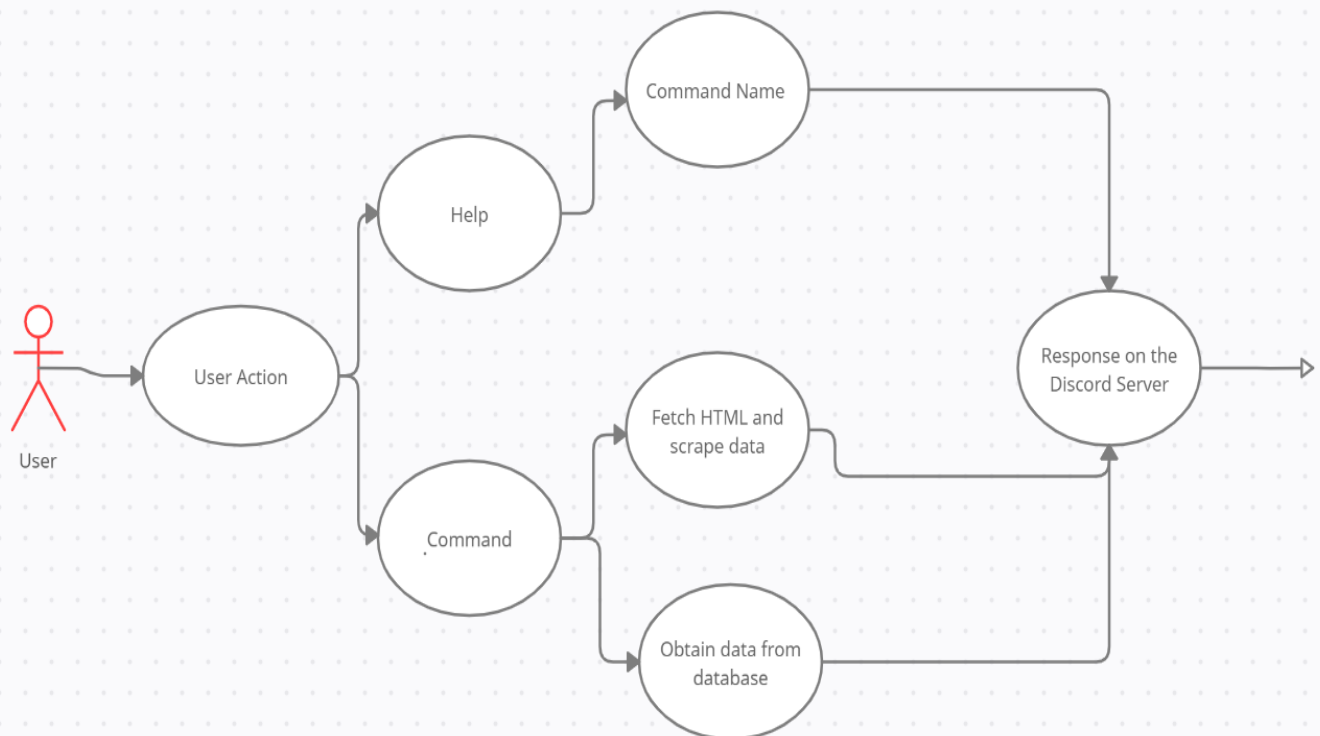 Command Name
Help
User Action
User
Fetch HTML and
scrape data
Response on the
Discord Server
.Command
Obtain data from
database